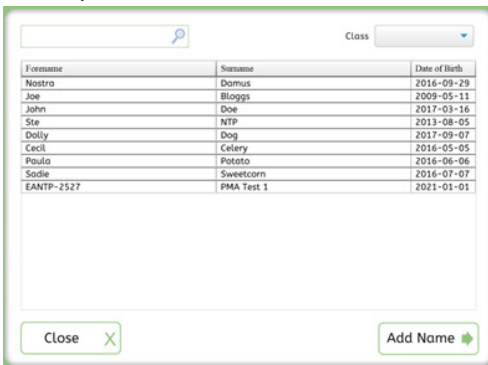 Class
Forename Surname Date of Birth
Nostra Damus 2016-09-29
Joe Bloggs 2009-05-11
John Doe 2017-03-16
Ste NTP 2013-08-05
Dolly Dog 2017-09-07
Cecil Celery 2016-05-05
Paula Potato 2016-06-06
Sadie Sweetcorn 2016-07-07
EANTP-2527 PMA Test 1 2021-01-01
Close X Add Name